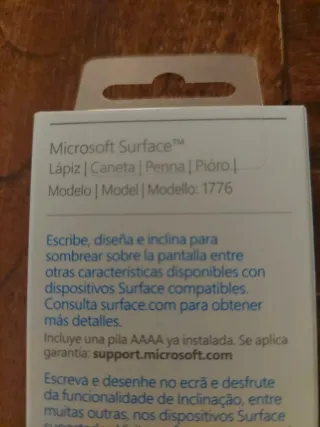 Microsoft Surface™
Lápiz | Caneta | Penna | Pióro |
Modelo | Model | Modello: 1776
Escribe, diseña e inclina para
sombrear sobre la pantalla entre
otras características disponibles con
dispositivos Surface compatibles.
Consulta surface.com para obtener
más detalles.
Incluye una pila AAAA ya instalada. Se aplica
garantía: support.microsoft.com
Escreva e desenhe no ecrã e desfrute
da funcionalidade de Inclinação, entre
muitas outras, nos dispositivos Surface